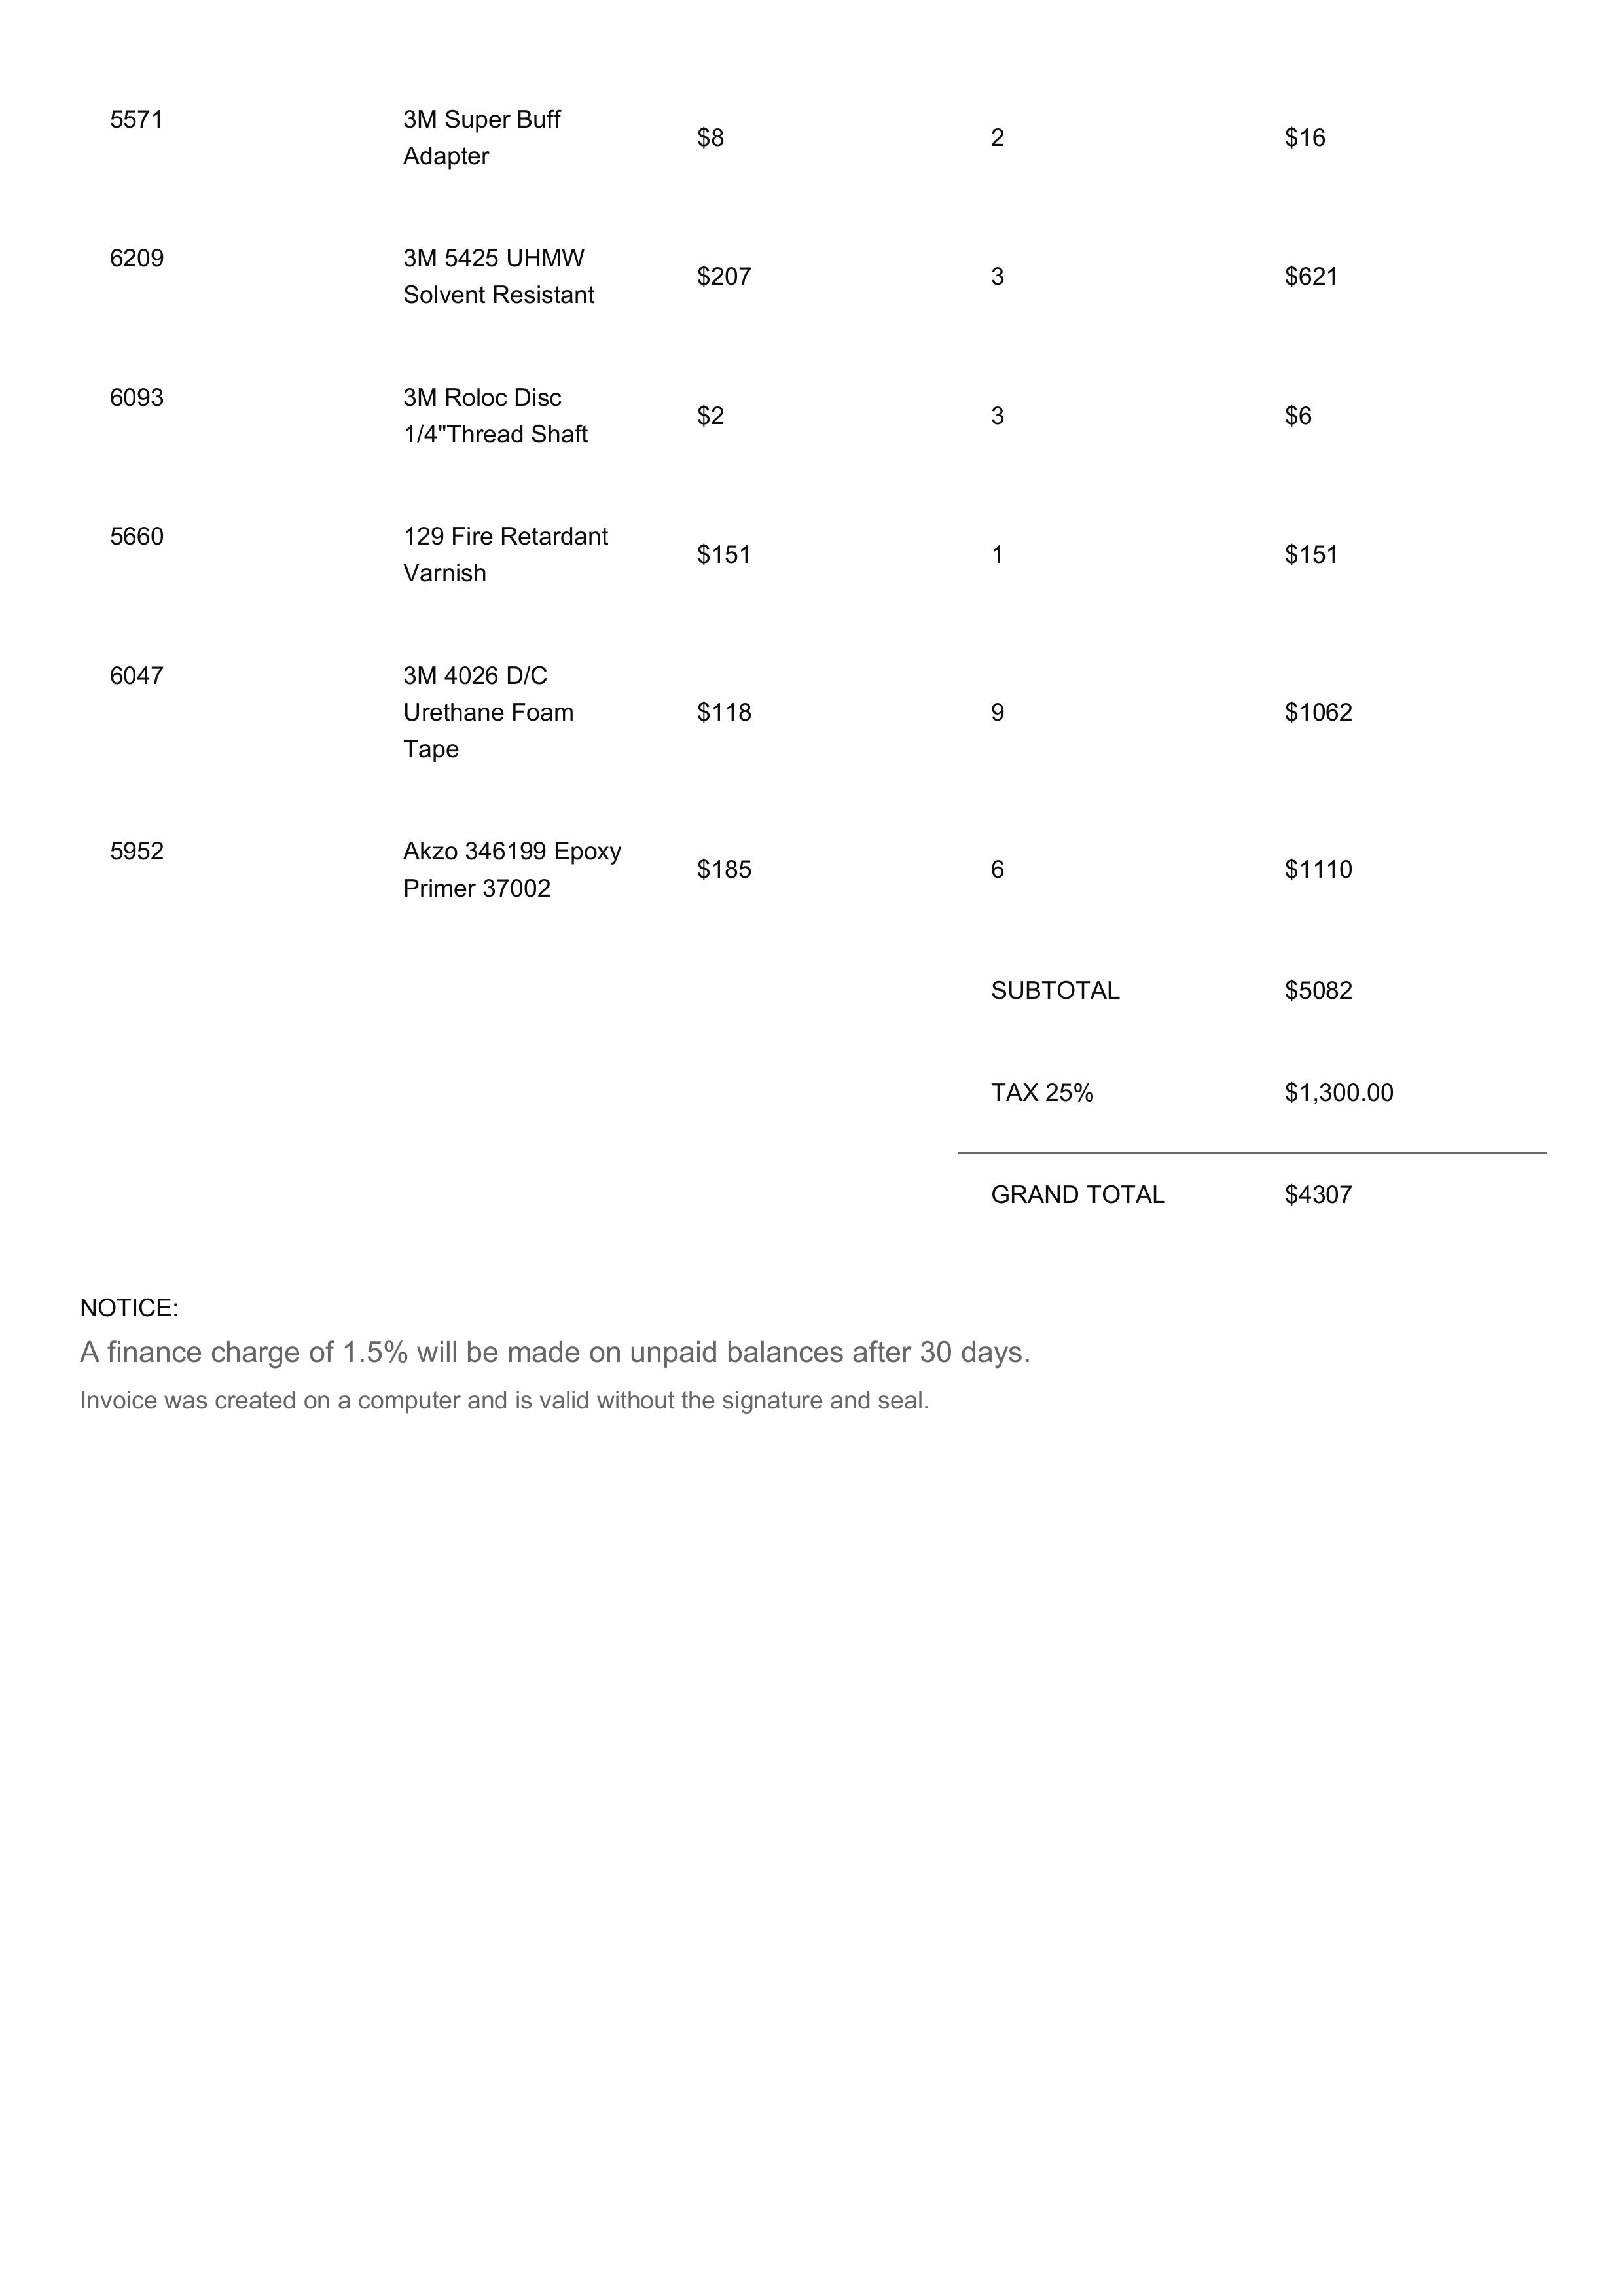 5571 3M Super Buff $8 2 $16
Adapter
6209 3M 5425 UHMW $207 3 $621
Solvent Resistant
6093 3M Roloc Disc $2 3 $6
1/4"Thread Shaft
5660 129 Fire Retardant $151 1 $151
Varnish
6047 3M 4026 D/C
Urethane Foam $118 9 $1062
Tape
5952 Akzo 346199 Epoxy $185 6 $1110
Primer 37002
SUBTOTAL $5082
TAX 25% $1,300.00
GRAND TOTAL $4307
NOTICE:
A finance charge of 1.5% will be made on unpaid balances after 30 days.
Invoice was created on a computer and is valid without the signature and seal.